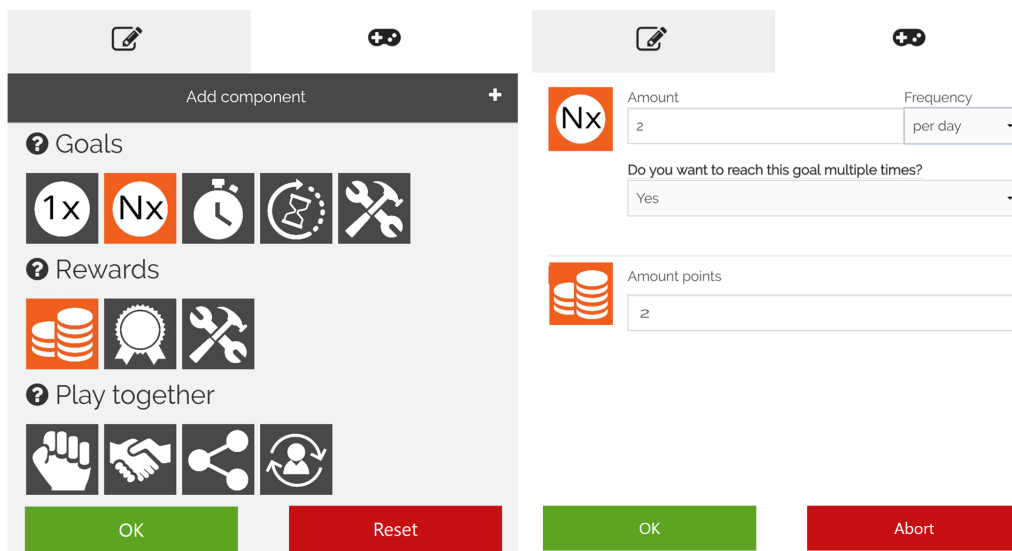 Add component +
? Goals
1x Nx
? Rewards
? Play together
OK Reset
Nx
Amount Frequency
2 per day
Do you want to reach this goal multiple times?
Yes
Amount points
2
OK Abort